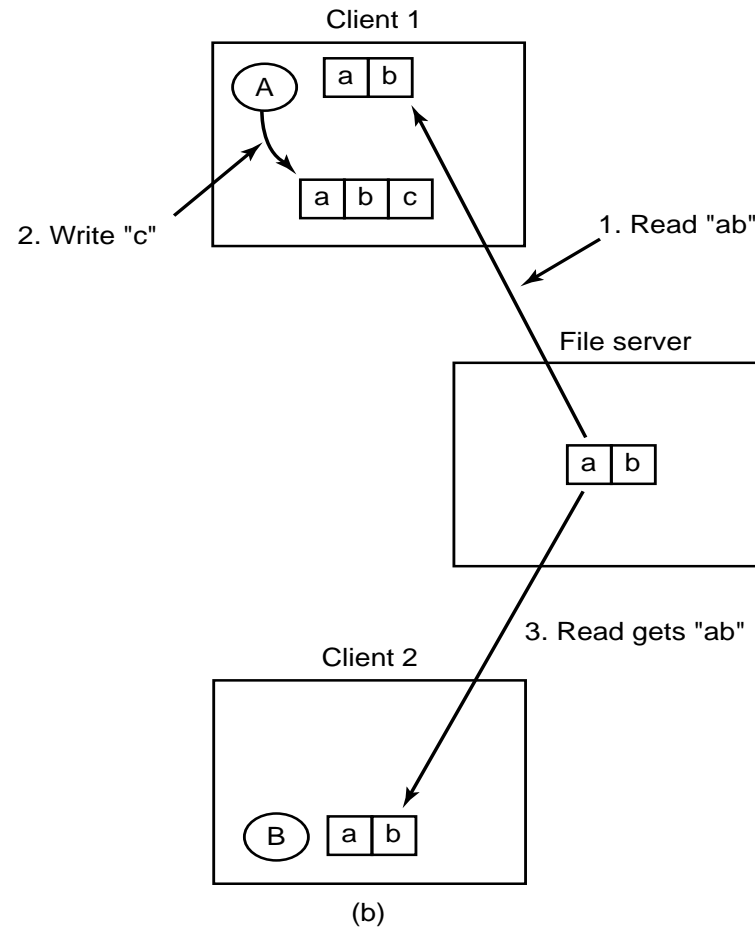 Client 1
A
a b
a b c
2. Write "c"
1. Read "ab"
File server
a b
3. Read gets "ab"
Client 2
B
a b
(b)